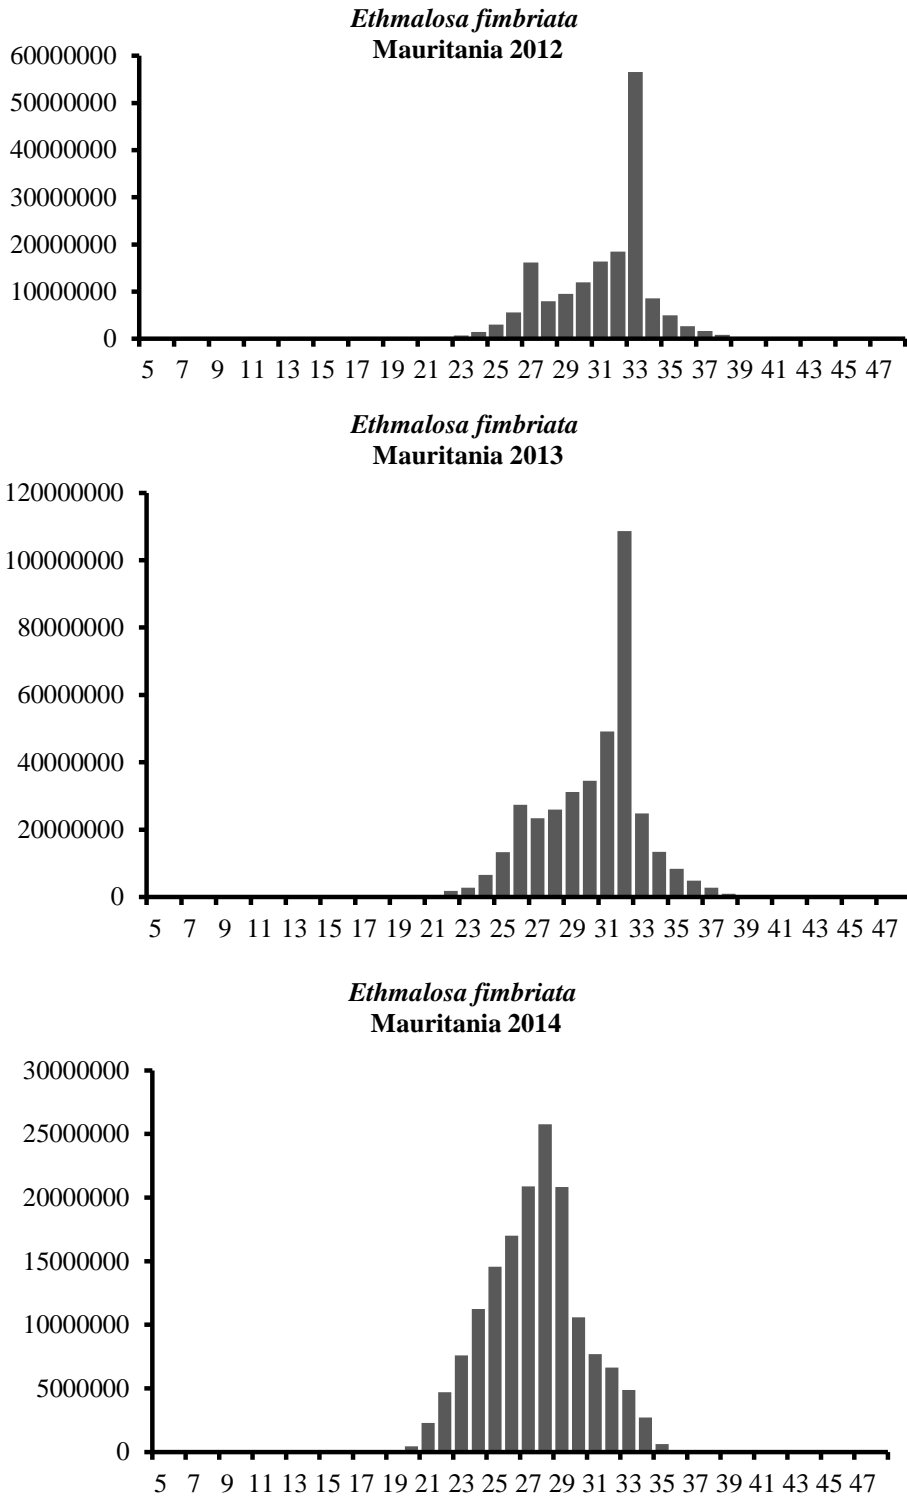 Ethmalosa fimbriata
Mauritania 2012
60000000
50000000
40000000
30000000
20000000
10000000
0
5 7 9 11 13 15 17 19 21 23 25 27 29 31 33 35 37 39 41 43 45 47
Ethmalosa fimbriata
Mauritania 2013
120000000
100000000
80000000
60000000
40000000
20000000
0
5 7 9 11 13 15 17 19 21 23 25 27 29 31 33 35 37 39 41 43 45 47
Ethmalosa fimbriata
Mauritania 2014
30000000
25000000
20000000
15000000
10000000
5000000
0
5 7 9 11 13 15 17 19 21 23 25 27 29 31 33 35 37 39 41 43 45 47